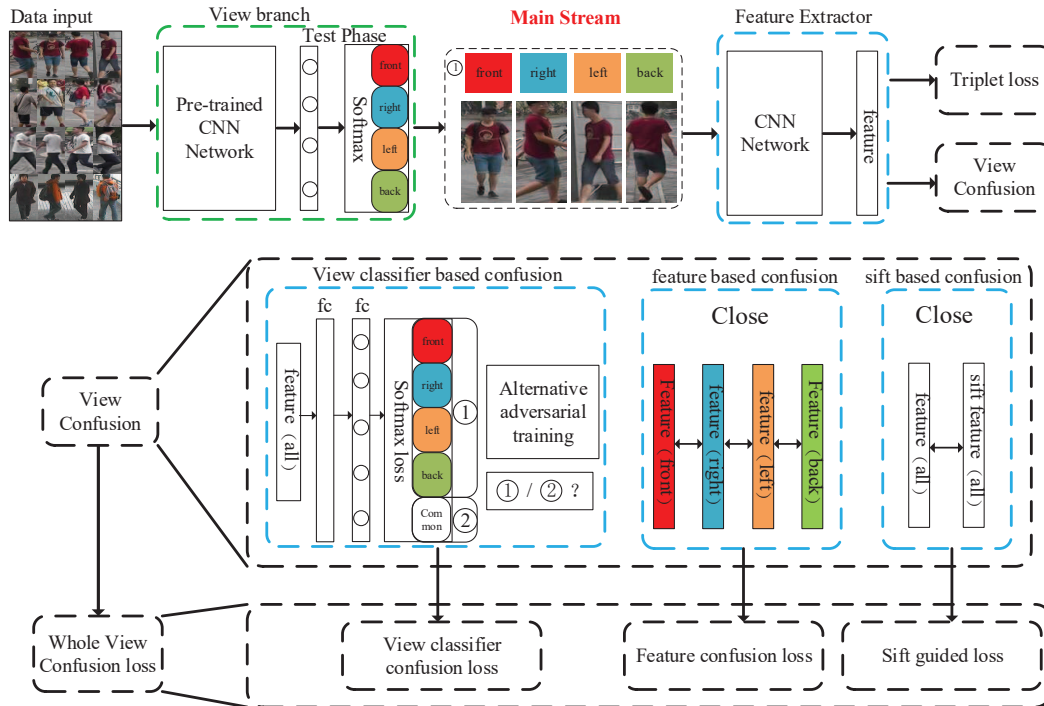 Data input
View branch
Main Stream
Feature Extractor
Test Phase
Pre-trained
CNN
Network
Softmax
front
right
left
back
①
front
right
left
back
CNN
Network
feature
Triplet loss
View
Confusion
View classifier based confusion
feature based confusion
sift based confusion
fc
fc
feature（all）
Softmax loss
front
right
left
back
Com
mon
①
②
Alternative
adversarial
training
① / ② ?
Close
Feature（front）
feature（right）
feature（left）
Feature（back）
Close
feature（all）
sift feature（all）
View
Confusion
Whole View
Confusion loss
View classifier
confusion loss
Feature confusion loss
Sift guided loss